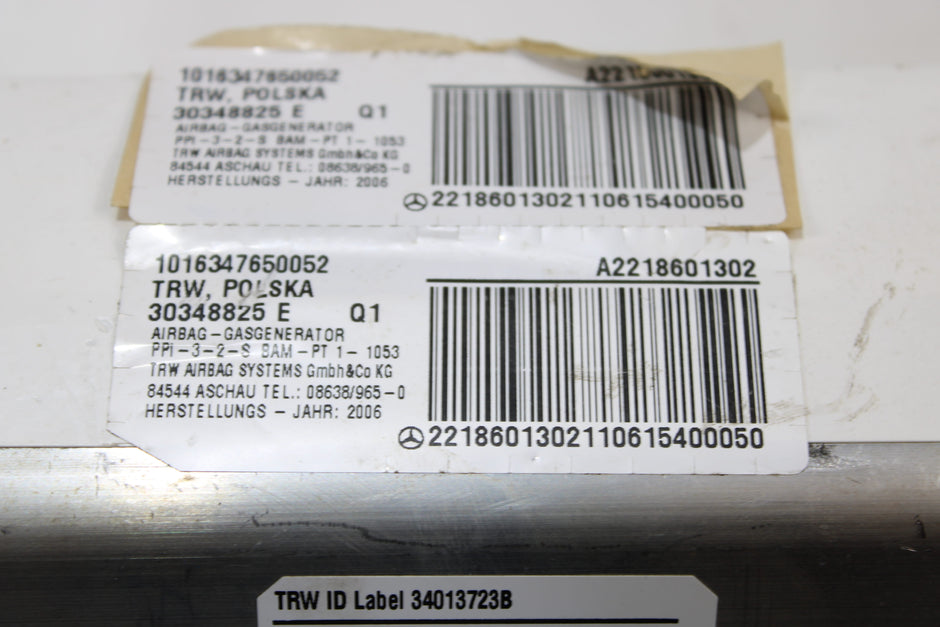 1016347650052
TRW, POLSKA
30348825 E Q1
AIRBAG-GASGENERATOR
PPI-3-2-S BAM-PT 1- 1053
TRW AIRBAG SYSTEMS Gmbh&Co KG
84544 ASCHAU TEL.: 08638/965-0
HERSTELLUNGS - JAHR: 2006
2218601302110615400050
1016347650052
TRW, POLSKA
30348825 E Q1
AIRBAG-GASGENERATOR
PPI-3-2-S BAM-PT 1- 1053
TRW AIRBAG SYSTEMS Gmbh&Co KG
84544 ASCHAU TEL.: 08638/965-0
HERSTELLUNGS - JAHR: 2006
A2218601302
2218601302110615400050
TRW ID Label 34013723B